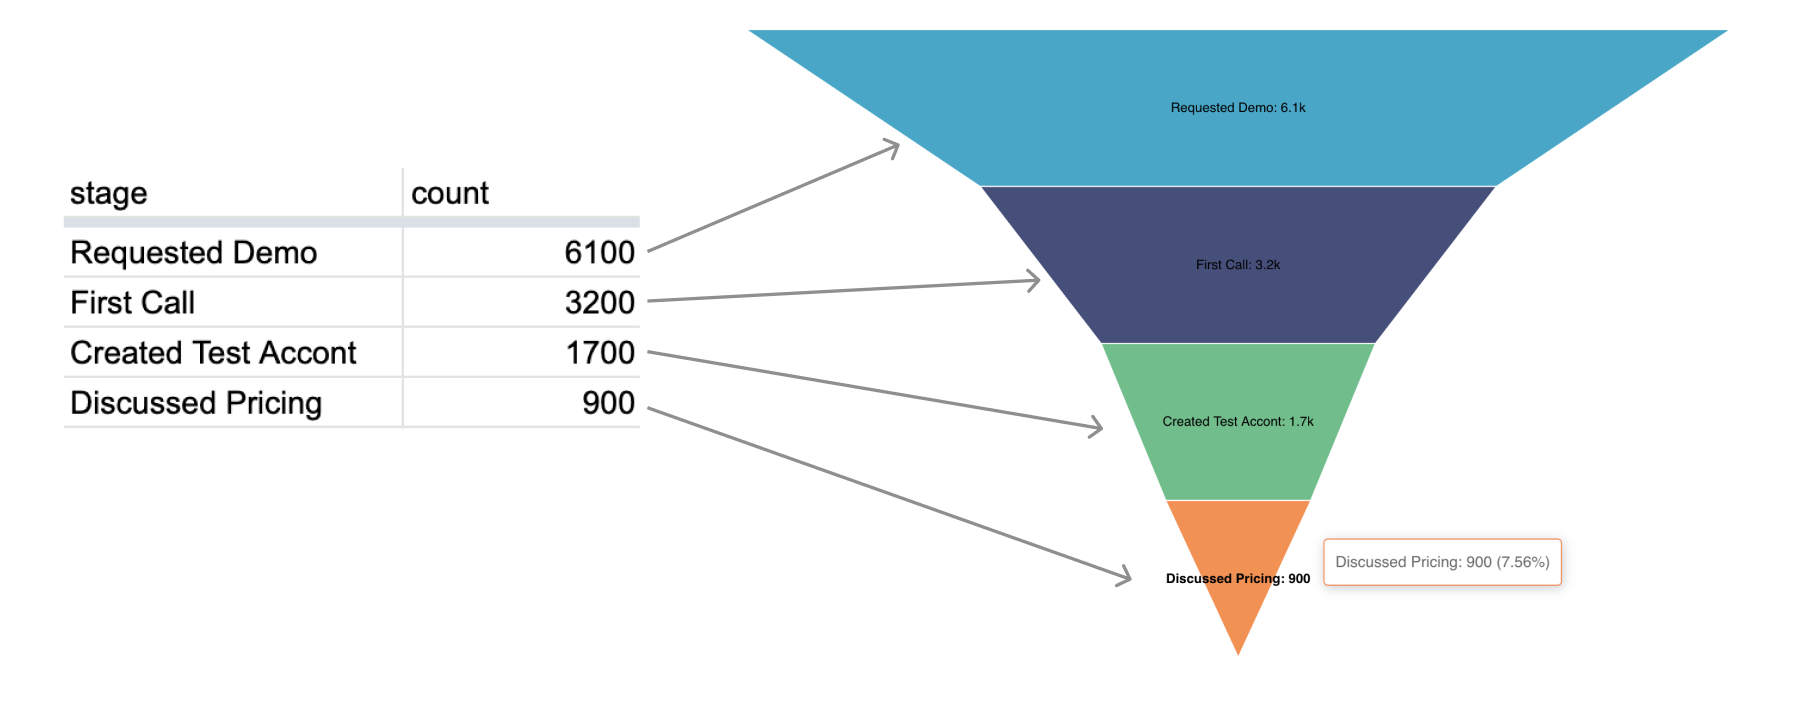 stage count
Requested Demo 6100
First Call 3200
Created Test Accont 1700
Discussed Pricing 900
Requested Demo: 6.1k
First Call: 3.2k
Created Test Accont: 1.7k
Discussed Pricing: 900
Discussed Pricing: 900 (7.56%)